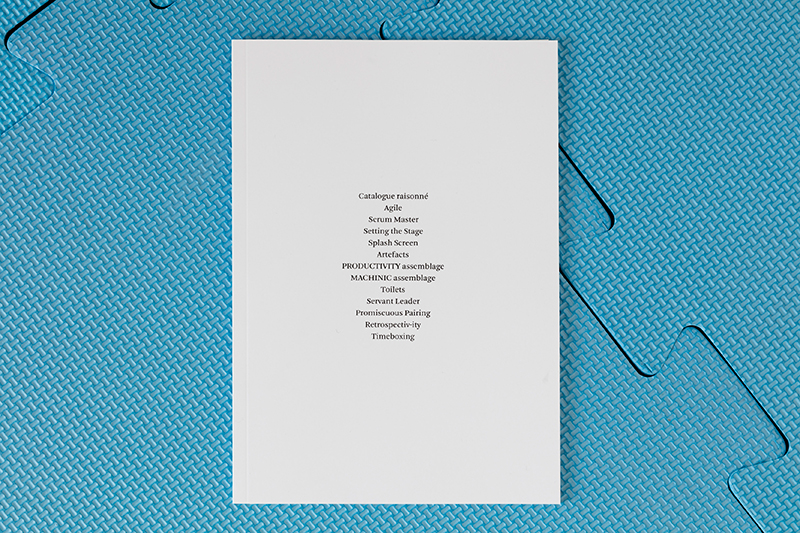 Catalogue raisonné
Agile
Scrum Master
Setting the Stage
Splash Screen
Artefacts
PRODUCTIVITY assemblage
MACHINIC assemblage
Toilets
Servant Leader
Promiscuous Pairing
Retrospectiv-ity
Timeboxing